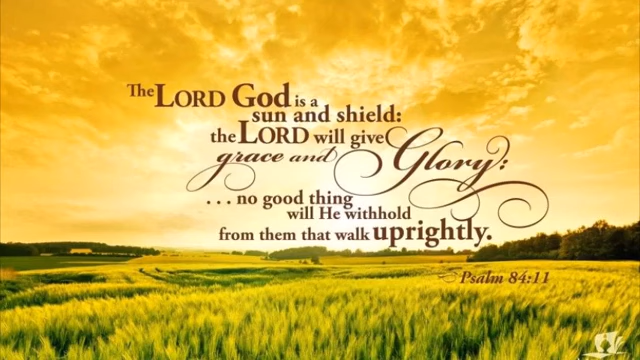 The LORD God is a
sun and shield:
the LORD will give
grace and Glory:
. . . no good thing
will He withhold
from them that walk uprightly.
Psalm 84:11